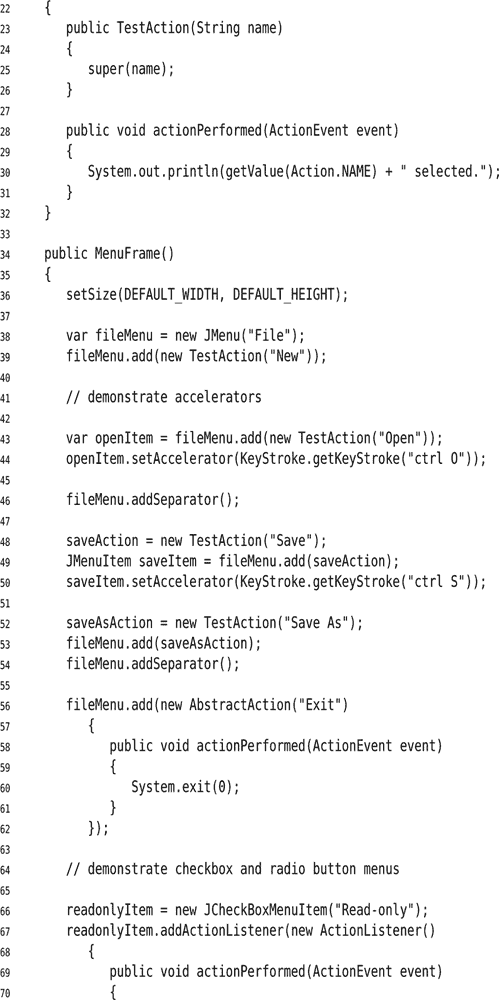 22 {
23 public TestAction(String name)
24 {
25 super(name);
26 }
27
28 public void actionPerformed(ActionEvent event)
29 {
30 System.out.println(getValue(Action.NAME) + " selected.");
31 }
32 }
33
34 public MenuFrame()
35 {
36 setSize(DEFAULT_WIDTH, DEFAULT_HEIGHT);
37
38 var fileMenu = new JMenu("File");
39 fileMenu.add(new TestAction("New"));
40
41 // demonstrate accelerators
42
43 var openItem = fileMenu.add(new TestAction("Open"));
44 openItem.setAccelerator(KeyStroke.getKeyStroke("ctrl O"));
45
46 fileMenu.addSeparator();
47
48 saveAction = new TestAction("Save");
49 JMenuItem saveItem = fileMenu.add(saveAction);
50 saveItem.setAccelerator(KeyStroke.getKeyStroke("ctrl S"));
51
52 saveAsAction = new TestAction("Save As");
53 fileMenu.add(saveAsAction);
54 fileMenu.addSeparator();
55
56 fileMenu.add(new AbstractAction("Exit")
57 {
58 public void actionPerformed(ActionEvent event)
59 {
60 System.exit(0);
61 }
62 });
63
64 // demonstrate checkbox and radio button menus
65
66 readonlyItem = new JCheckBoxMenuItem("Read-only");
67 readonlyItem.addActionListener(new ActionListener()
68 {
69 public void actionPerformed(ActionEvent event)
70 {